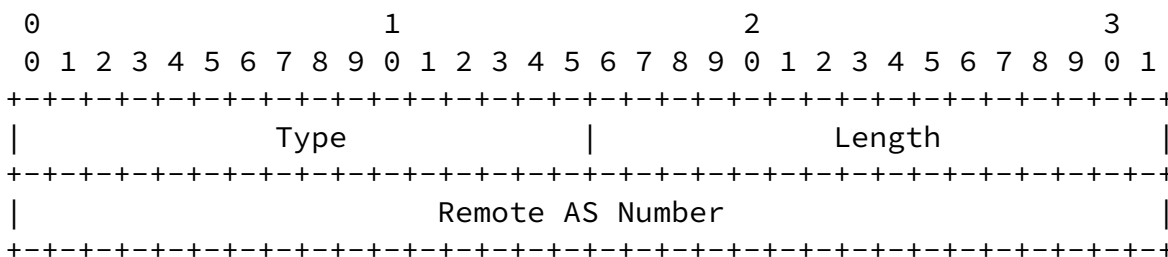 0                   1                   2                   3
 0 1 2 3 4 5 6 7 8 9 0 1 2 3 4 5 6 7 8 9 0 1 2 3 4 5 6 7 8 9 0 1
+-+-+-+-+-+-+-+-+-+-+-+-+-+-+-+-+-+-+-+-+-+-+-+-+-+-+-+-+-+-+-+-+
|              Type             |             Length            |
+-+-+-+-+-+-+-+-+-+-+-+-+-+-+-+-+-+-+-+-+-+-+-+-+-+-+-+-+-+-+-+-+
|                       Remote AS Number                        |
+-+-+-+-+-+-+-+-+-+-+-+-+-+-+-+-+-+-+-+-+-+-+-+-+-+-+-+-+-+-+-+-+